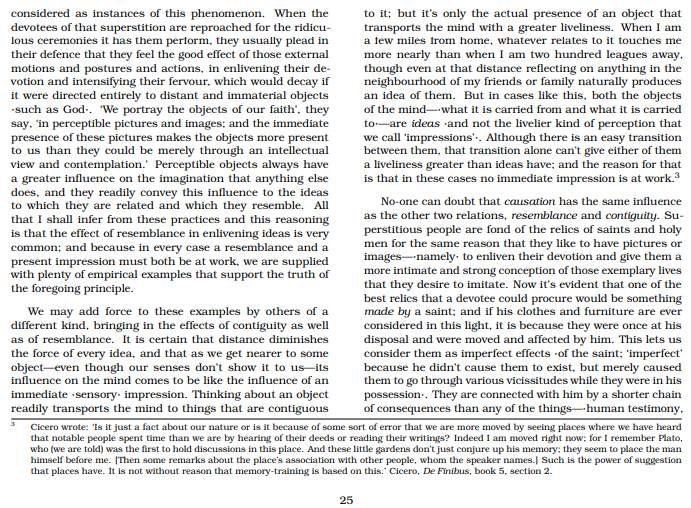 considered as instances of this phenomenon. When the
devotees of that superstition are reproached for the ridicu-
lous ceremonies it has them perform, they usually plead in
their defence that they feel the good effect of those external
motions and postures and actions, in enlivening their de-
votion and intensifying their fervour, which would decay if
it were directed entirely to distant and immaterial objects
·such as God·. ‘We portray the objects of our faith’, they
say, ‘in perceptible pictures and images; and the immediate
presence of these pictures makes the objects more present
to us than they could be merely through an intellectual
view and contemplation.’ Perceptible objects always have
a greater influence on the imagination that anything else
does, and they readily convey this influence to the ideas
to which they are related and which they resemble. All
that I shall infer from these practices and this reasoning
is that the effect of resemblance in enlivening ideas is very
common; and because in every case a resemblance and a
present impression must both be at work, we are supplied
with plenty of empirical examples that support the truth of
the foregoing principle.
We may add force to these examples by others of a
different kind, bringing in the effects of contiguity as well
as of resemblance. It is certain that distance diminishes
the force of every idea, and that as we get nearer to some
object—even though our senses don’t show it to us—its
influence on the mind comes to be like the influence of an
immediate ·sensory· impression. Thinking about an object
readily transports the mind to things that are contiguous
to it; but it’s only the actual presence of an object that
transports the mind with a greater liveliness. When I am
a few miles from home, whatever relates to it touches me
more nearly than when I am two hundred leagues away,
though even at that distance reflecting on anything in the
neighbourhood of my friends or family naturally produces
an idea of them. But in cases like this, both the objects
of the mind—·what it is carried from and what it is carried
to·—are ideas ·and not the livelier kind of perception that
we call ‘impressions’·. Although there is an easy transition
between them, that transition alone can’t give either of them
a liveliness greater than ideas have; and the reason for that
is that in these cases no immediate impression is at work.3
No-one can doubt that causation has the same influence
as the other two relations, resemblance and contiguity. Su-
perstitious people are fond of the relics of saints and holy
men for the same reason that they like to have pictures or
images—·namely· to enliven their devotion and give them a
more intimate and strong conception of those exemplary lives
that they desire to imitate. Now it’s evident that one of the
best relics that a devotee could procure would be something
made by a saint; and if his clothes and furniture are ever
considered in this light, it is because they were once at his
disposal and were moved and affected by him. This lets us
consider them as imperfect effects ·of the saint; ‘imperfect’
because he didn’t cause them to exist, but merely caused
them to go through various vicissitudes while they were in his
possession·. They are connected with him by a shorter chain
of consequences than any of the things—·human testimony,
3 Cicero wrote: ‘Is it just a fact about our nature or is it because of some sort of error that we are more moved by seeing places where we have heard
that notable people spent time than we are by hearing of their deeds or reading their writings? Indeed I am moved right now; for I remember Plato,
who (we are told) was the first to hold discussions in this place. And these little gardens don’t just conjure up his memory; they seem to place the man
himself before me. [Then some remarks about the place’s association with other people, whom the speaker names.] Such is the power of suggestion
that places have. It is not without reason that memory-training is based on this.’ Cicero, De Finibus, book 5, section 2.
25